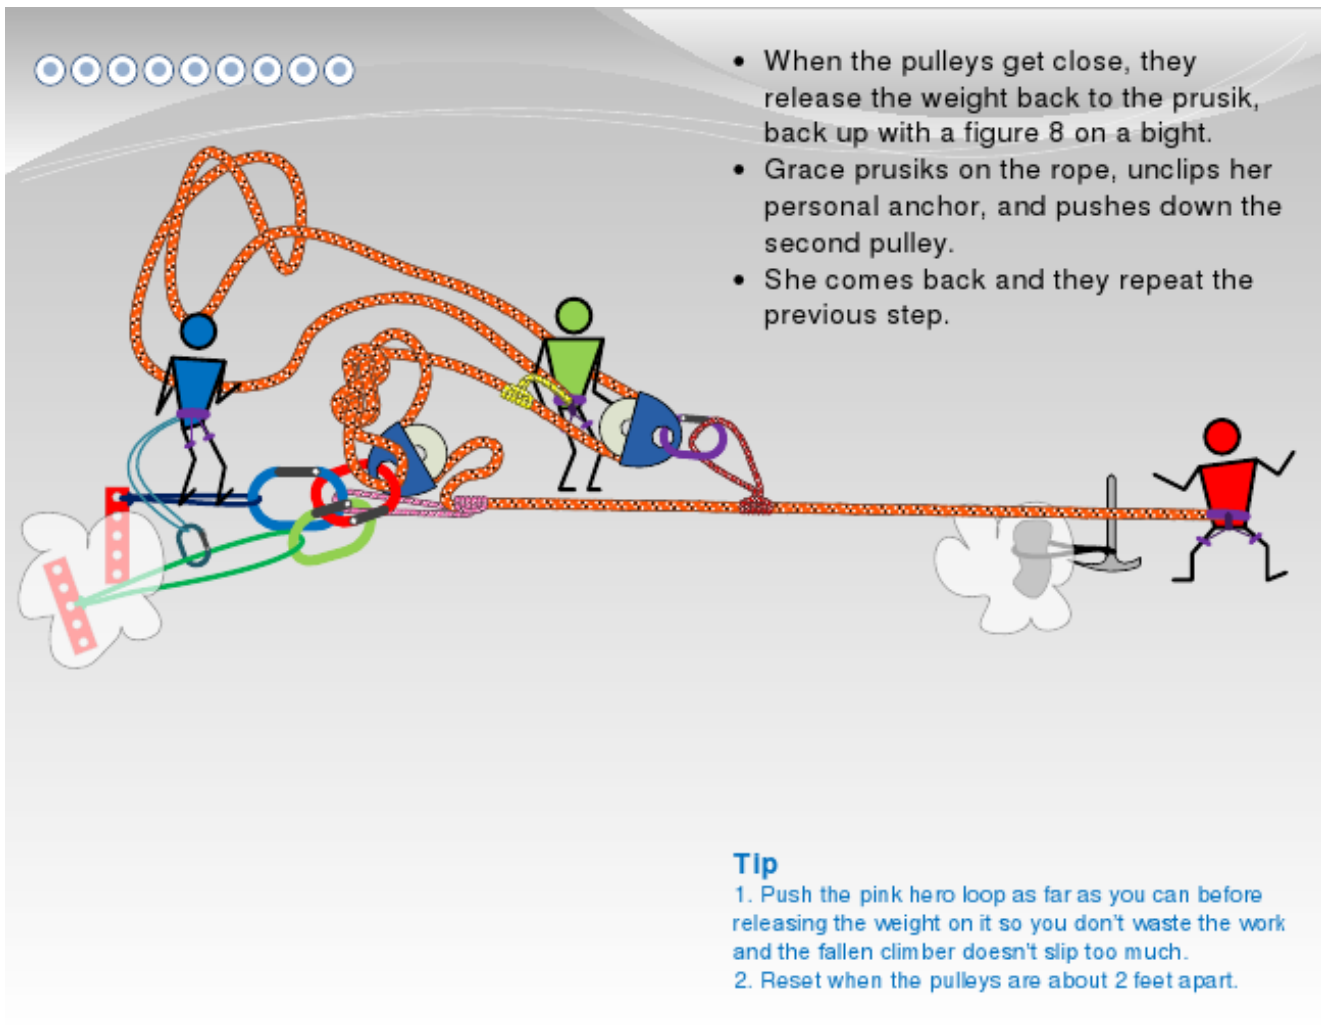 • When the pulleys get close, they
release the weight back to the prusik,
back up with a figure 8 on a bight.
• Grace prusiks on the rope, unclips her
personal anchor, and pushes down the
second pulley.
• She comes back and they repeat the
previous step.
Tip
1. Push the pink hero loop as far as you can before
releasing the weight on it so you don't waste the work
and the fallen climber doesn't slip too much.
2. Reset when the pulleys are about 2 feet apart.